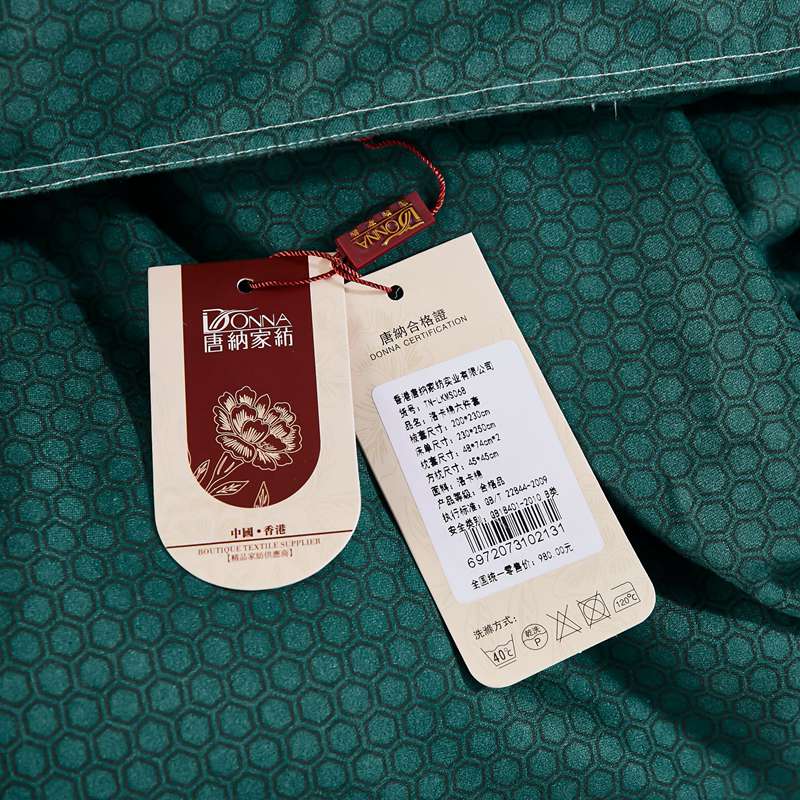 DONNA
DONNA
唐納家紡
中國·香港
BOUTIQUE TEXTILE SUPPLIER
【精品家紡供應商】
唐納合格證
DONNA CERTIFICATION
香港唐纳家纺实业有限公司
货号: TN-LKMS068
品名: 洛卡棉六件套
被套尺寸: 200*230cm
床单尺寸: 230*250cm
枕套尺寸: 48*74cm*2
方枕尺寸: 45*45cm
面料: 洛卡棉
产品等级: 合格品
执行标准: GB/T 22844-2009
安全类别: GB18401-2010 B类
6972073102131
全国统一零售价: 980.00元
洗滌方式:
40℃
乾洗
P
120℃